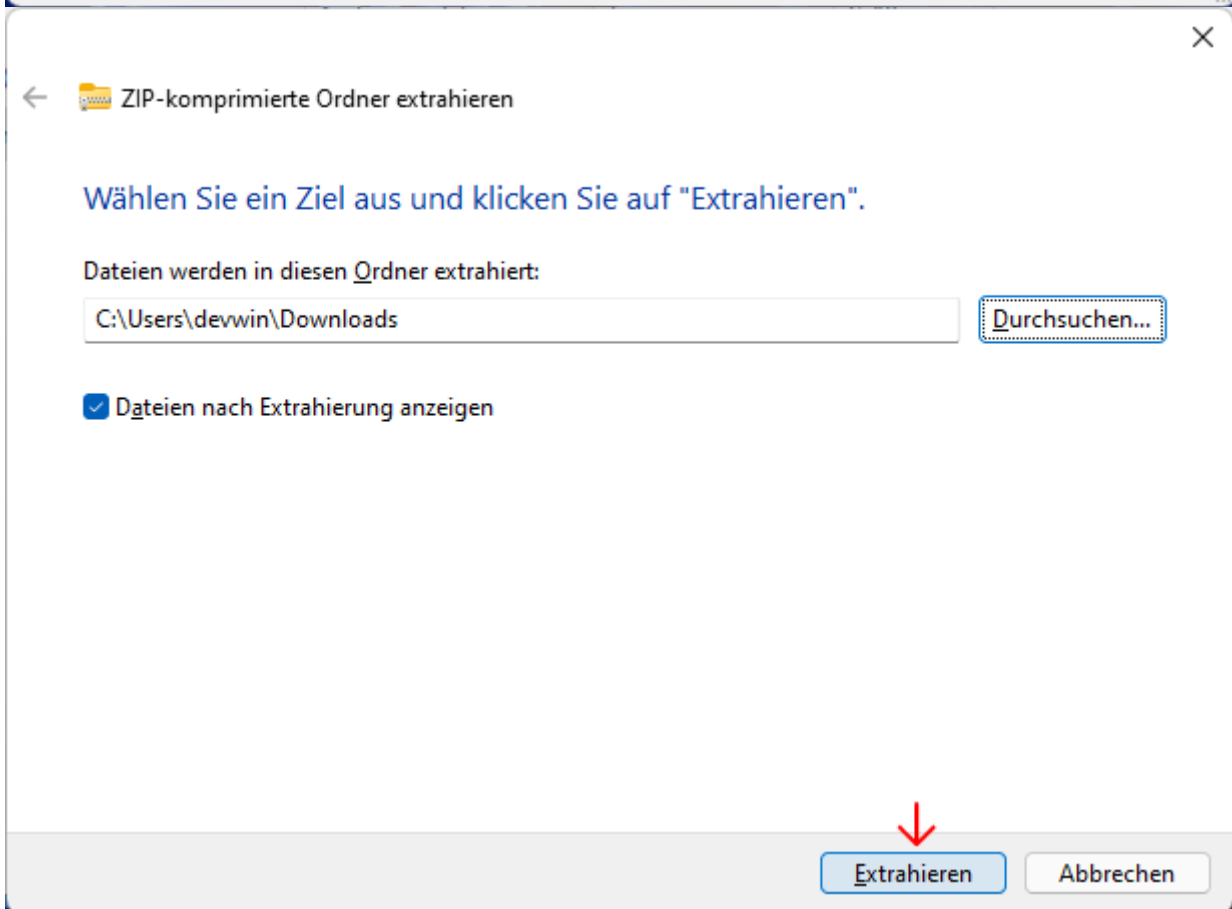 ZIP-komprimierte Ordner extrahieren
Wählen Sie ein Ziel aus und klicken Sie auf "Extrahieren".
Dateien werden in diesen Ordner extrahiert:
C:\Users\devwin\Downloads
Durchsuchen...
Dateien nach Extrahierung anzeigen
Extrahieren
Abbrechen